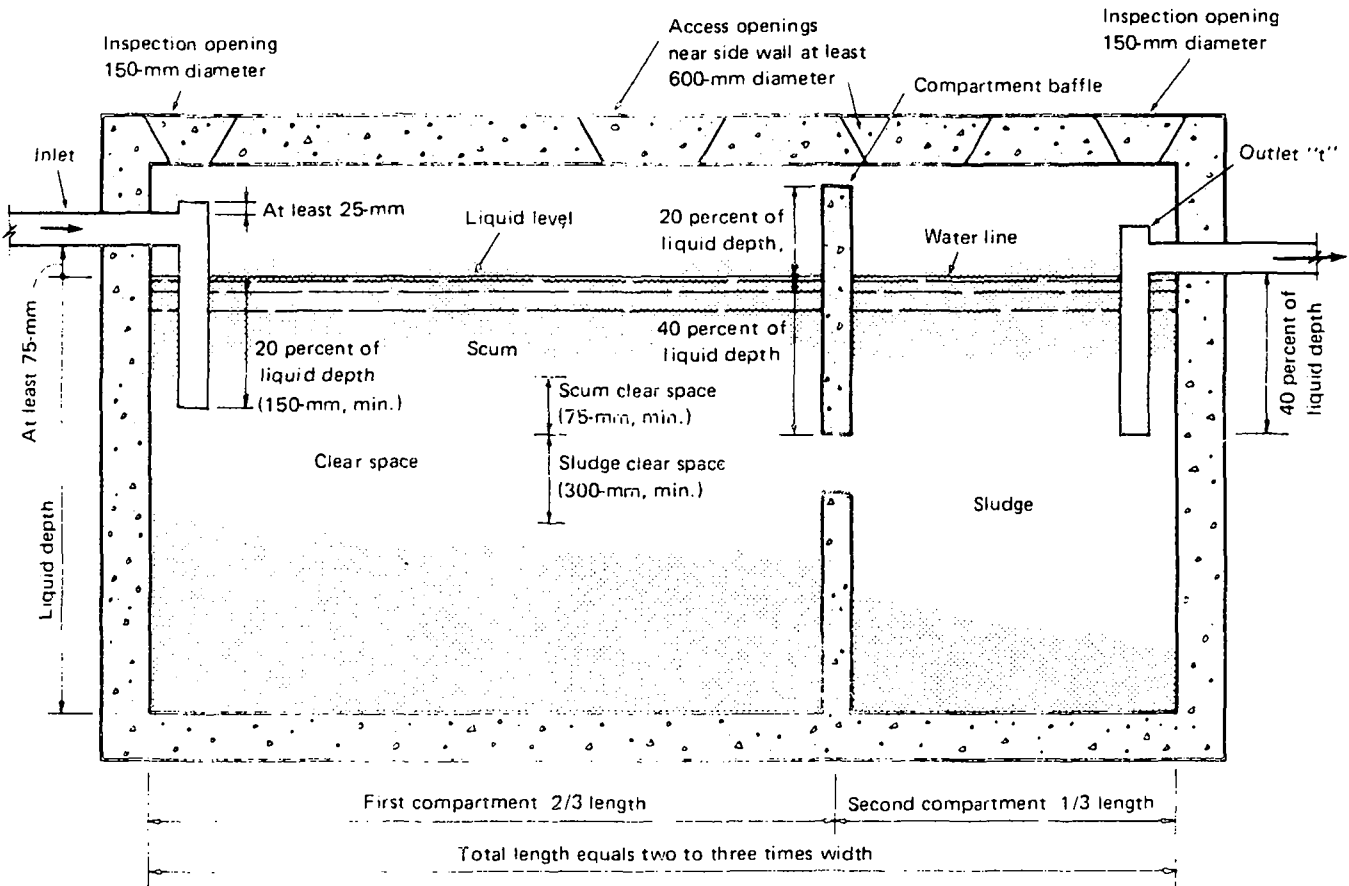 Inspection opening
150-mm diameter
Access openings
near side wall at least
600-mm diameter
Compartment baffle
Inspection opening
150-mm diameter
Inlet
Outlet "t"
At least 25-mm
Liquid level
20 percent of
liquid depth,
Water line
At least 75-mm
20 percent of
liquid depth
(150-mm, min.)
Scum
40 percent of
liquid depth
Scum clear space
(75-mm, min.)
40 percent of
liquid depth
Clear space
Sludge clear space
(300-mm, min.)
Sludge
Liquid depth
First compartment 2/3 length
Second compartment 1/3 length
Total length equals two to three times width